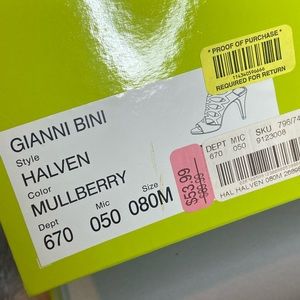 PROOF OF PURCHASE
REQUIRED FOR RETURN
GIANNI BINI
Style
HALVEN
Color
MULLBERRY
Dept Mic Size
670 050 080M
$53.99
DEPT MIC SKU
670 050 9123008
HAL HALVEN 080M